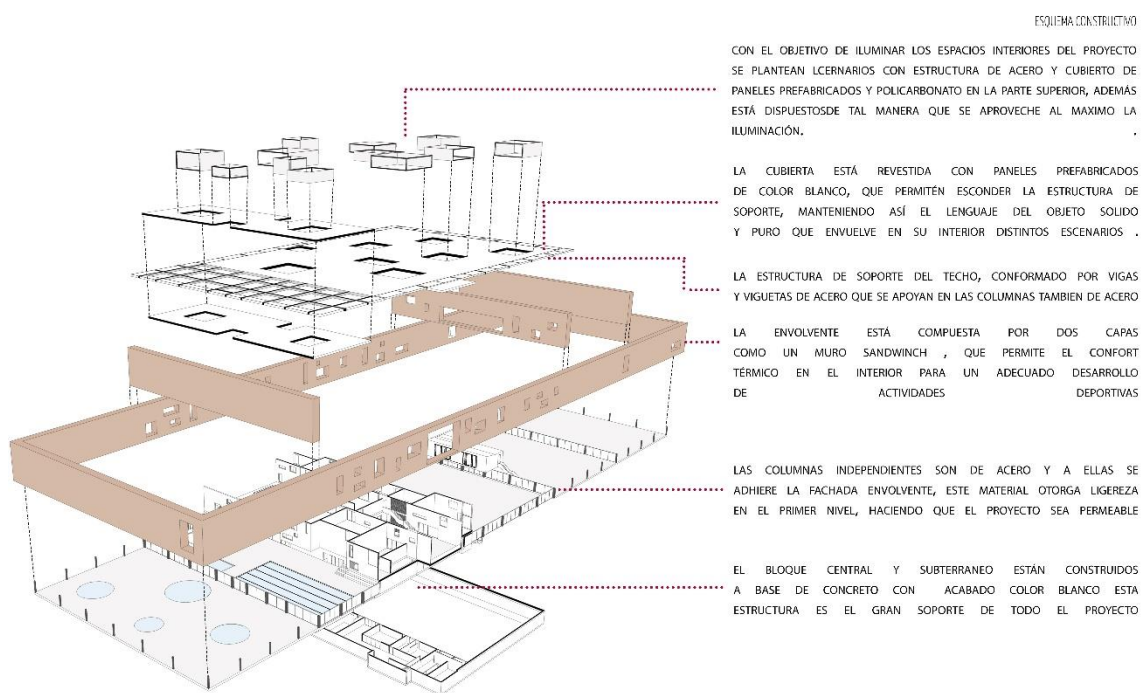 ESQUEMA CONSTRUCTIVO
CON EL OBJETIVO DE ILUMINAR LOS ESPACIOS INTERIORES DEL PROYECTO
SE PLANTEAN LCERNARIOS CON ESTRUCTURA DE ACERO Y CUBIERTO DE
PANELES PREFABRICADOS Y POLICARBONATO EN LA PARTE SUPERIOR, ADEMÁS
ESTÁ DISPUESTOSDE TAL MANERA QUE SE APROVECHE AL MAXIMO LA
ILUMINACIÓN. .
LA CUBIERTA ESTÁ REVESTIDA CON PANELES PREFABRICADOS
DE COLOR BLANCO, QUE PERMITÉN ESCONDER LA ESTRUCTURA DE
SOPORTE, MANTENIENDO ASÍ EL LENGUAJE DEL OBJETO SOLIDO
Y PURO QUE ENVUELVE EN SU INTERIOR DISTINTOS ESCENARIOS .
LA ESTRUCTURA DE SOPORTE DEL TECHO, CONFORMADO POR VIGAS
Y VIGUETAS DE ACERO QUE SE APOYAN EN LAS COLUMNAS TAMBIEN DE ACERO
LA ENVOLVENTE ESTÁ COMPUESTA POR DOS CAPAS
COMO UN MURO SANDWINCH , QUE PERMITE EL CONFORT
TÉRMICO EN EL INTERIOR PARA UN ADECUADO DESARROLLO
DE ACTIVIDADES DEPORTIVAS
LAS COLUMNAS INDEPENDIENTES SON DE ACERO Y A ELLAS SE
ADHIERE LA FACHADA ENVOLVENTE, ESTE MATERIAL OTORGA LIGEREZA
EN EL PRIMER NIVEL, HACIENDO QUE EL PROYECTO SEA PERMEABLE
EL BLOQUE CENTRAL Y SUBTERRANEO ESTÁN CONSTRUIDOS
A BASE DE CONCRETO CON ACABADO COLOR BLANCO ESTA
ESTRUCTURA ES EL GRAN SOPORTE DE TODO EL PROYECTO